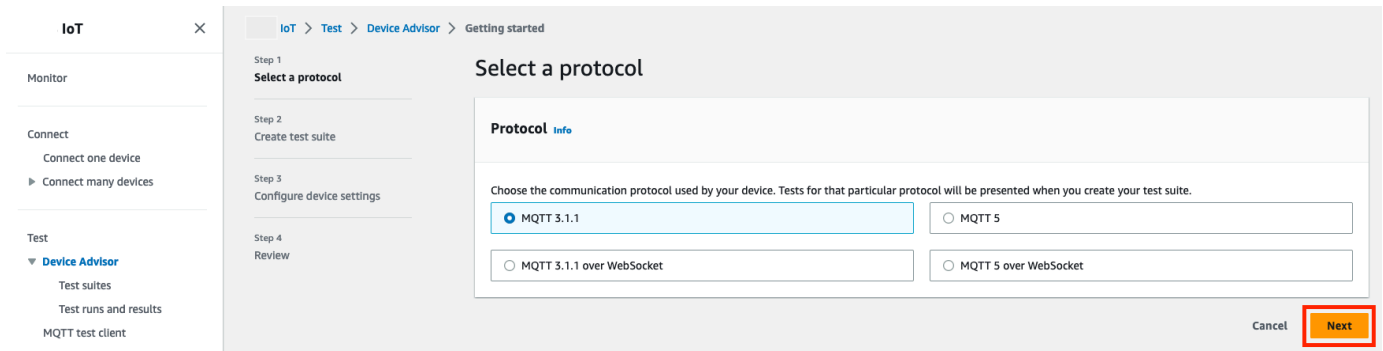 IoT
Monitor
Connect
Connect one device
Connect many devices
Test
Device Advisor
Test suites
Test runs and results
MQTT test client
IoT > Test > Device Advisor > Getting started
Step 1
Select a protocol
Step 2
Create test suite
Step 3
Configure device settings
Step 4
Review
Select a protocol
Protocol Info
Choose the communication protocol used by your device. Tests for that particular protocol will be presented when you create your test suite.
MQTT 3.1.1
MQTT 5
MQTT 3.1.1 over WebSocket
MQTT 5 over WebSocket
Cancel
Next